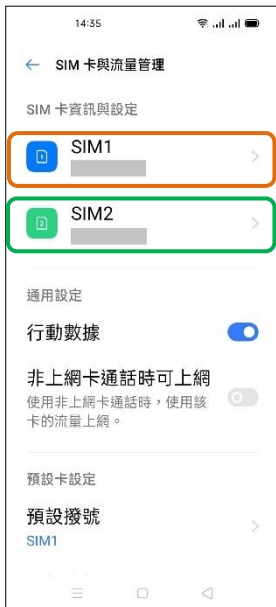 14:35
SIM 卡與流量管理
SIM 卡資訊與設定
1
SIM1
2
SIM2
通用設定
行動數據
非上網卡通話時可上網
使用非上網卡通話時，使用該
卡的流量上網。
預設卡設定
預設撥號
SIM1